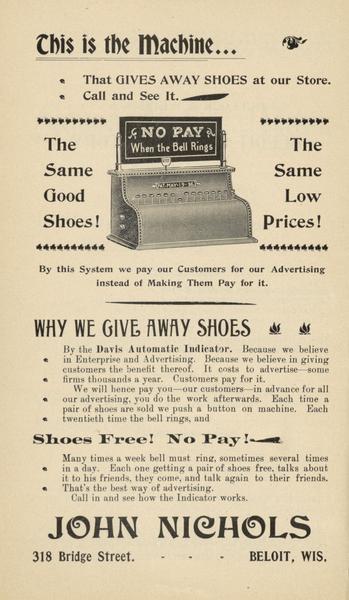 This is the Machine...
That GIVES AWAY SHOES at our Store.
Call and See It.
The
Same
Good
Shoes!
NO PAY
When the Bell Rings
The
Same
Low
Prices!
By this System we pay our Customers for our Advertising
instead of Making Them Pay for it.
WHY WE GIVE AWAY SHOES
By the Davis Automatic Indicator. Because we believe
in Enterprise and Advertising. Because we believe in giving
customers the benefit thereof. It costs to advertise—some
firms thousands a year. Customers pay for it.
We will hence pay you—our customers—in advance for all
our advertising, you do the work afterwards. Each time a
pair of shoes are sold we push a button on machine. Each
twentieth time the bell rings, and
Shoes Free! No Pay!
Many times a week bell must ring, sometimes several times
in a day. Each one getting a pair of shoes free, talks about
it to his friends, they come, and talk again to their friends.
That's the best way of advertising.
Call in and see how the Indicator works.
JOHN NICHOLS
318 Bridge Street. - - - BELOIT, WIS.